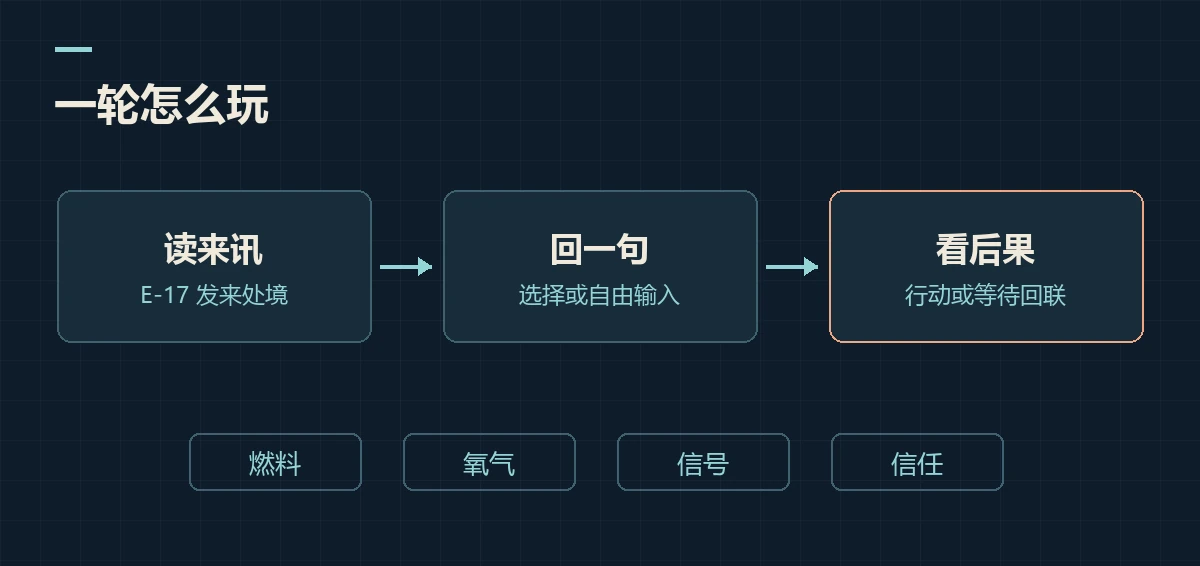 一轮怎么玩
读来讯
E-17 发来处境
回一句
选择或自由输入
看后果
行动或等待回联
燃料
氧气
信号
信任